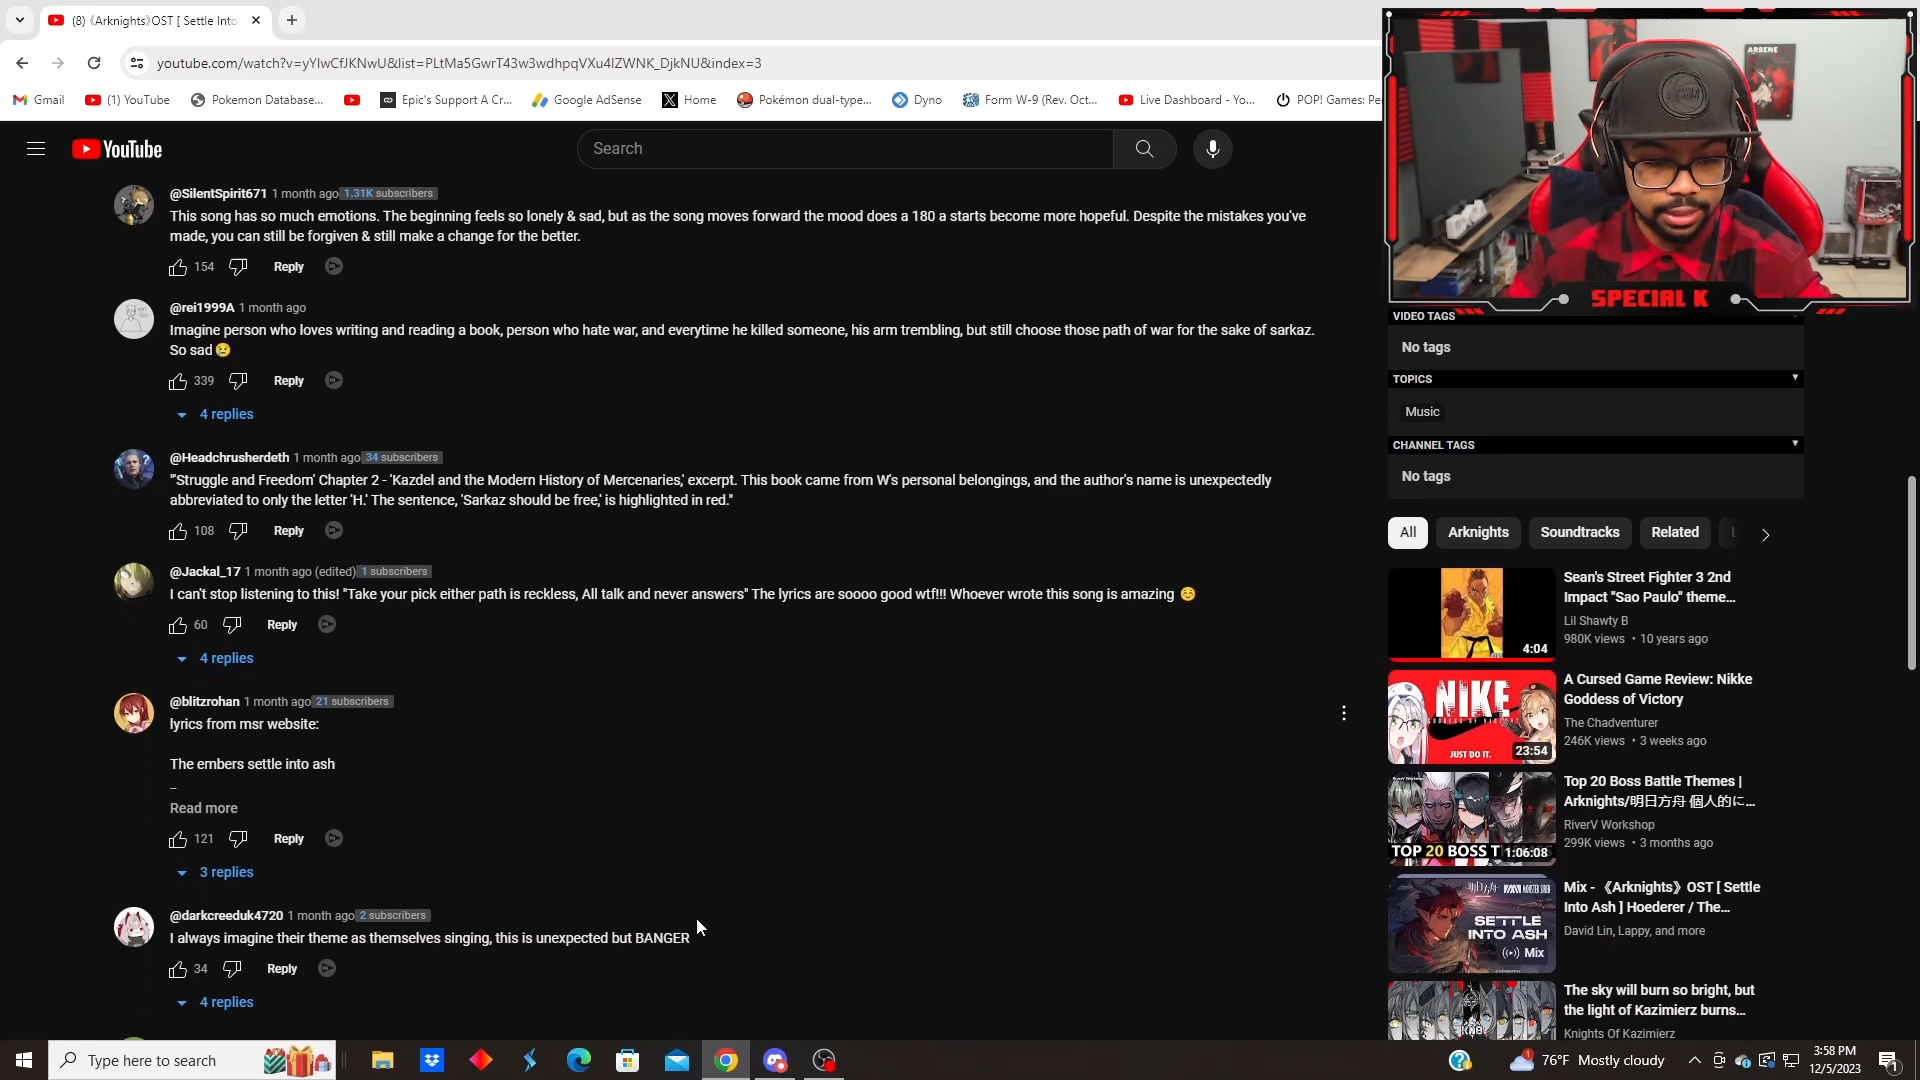 (8) 《Arknights》OST [ Settle Into
youtube.com/watch?v=yYIwCfJKNwU&list=PLtMa5GwrT43w3wdhpqVXu4IZWNK_DjkNU&index=3
Gmail
(1) YouTube
Pokemon Database...
Epic's Support A Cr...
Google AdSense
Home
Pokémon dual-type...
Dyno
Form W-9 (Rev. Oct...
Live Dashboard - Yo...
POP! Games: Pe
ARSENE
SPECIAL K
YouTube
Search
@SilentSpirit671 1 month ago 1.31K subscribers
This song has so much emotions. The beginning feels so lonely & sad, but as the song moves forward the mood does a 180 a starts become more hopeful. Despite the mistakes you've
made, you can still be forgiven & still make a change for the better.
154 Reply
@rei1999A 1 month ago
Imagine person who loves writing and reading a book, person who hate war, and everytime he killed someone, his arm trembling, but still choose those path of war for the sake of sarkaz.
So sad😢
339 Reply
4 replies
@Headchrusherdeth 1 month ago 34 subscribers
"'Struggle and Freedom' Chapter 2 - 'Kazdel and the Modern History of Mercenaries,' excerpt. This book came from W's personal belongings, and the author's name is unexpectedly
abbreviated to only the letter 'H.' The sentence, 'Sarkaz should be free,' is highlighted in red."
108 Reply
@Jackal_17 1 month ago (edited) 1 subscribers
I can't stop listening to this! "Take your pick either path is reckless, All talk and never answers" The lyrics are soooo good wtf!!! Whoever wrote this song is amazing ☺️
60 Reply
4 replies
@blitzrohan 1 month ago 21 subscribers
lyrics from msr website:
The embers settle into ash
...
Read more
121 Reply
3 replies
@darkcreeduk4720 1 month ago 2 subscribers
I always imagine their theme as themselves singing, this is unexpected but BANGER
34 Reply
4 replies
VIDEO TAGS
No tags
TOPICS
Music
CHANNEL TAGS
No tags
All
Arknights
Soundtracks
Related
Sean's Street Fighter 3 2nd
Impact "Sao Paulo" theme...
Lil Shawty B
980K views • 10 years ago
4:04
A Cursed Game Review: Nikke
Goddess of Victory
The Chadventurer
246K views • 3 weeks ago
NIKE
GODDESS OF VICTORY
JUST DO IT.
23:54
Top 20 Boss Battle Themes |
Arknights/明日方舟 個人的に...
RiverV Workshop
299K views • 3 months ago
TOP 20 BOSS T
1:06:08
Mix - 《Arknights》OST [ Settle
Into Ash ] Hoederer / The...
David Lin, Lappy, and more
SETTLE
INTO ASH
Mix
The sky will burn so bright, but
the light of Kazimierz burns...
Knights Of Kazimierz
Type here to search
76°F Mostly cloudy
3:58 PM
12/5/2023